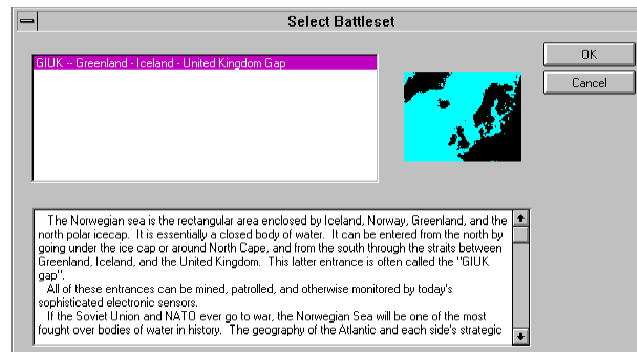 Select Battleset
GIUK -- Greenland - Iceland - United Kingdom Gap
OK
Cancel
The Norwegian sea is the rectangular area enclosed by Iceland, Norway, Greenland, and the
north polar icecap. It is essentially a closed body of water. It can be entered from the north by
going under the ice cap or around North Cape, and from the south through the straits between
Greenland, Iceland, and the United Kingdom. This latter entrance is often called the "GIUK
gap".
All of these entrances can be mined, patrolled, and otherwise monitored by today's
sophisticated electronic sensors.
If the Soviet Union and NATO ever go to war, the Norwegian Sea will be one of the most
fought over bodies of water in history. The geography of the Atlantic and each side's strategic